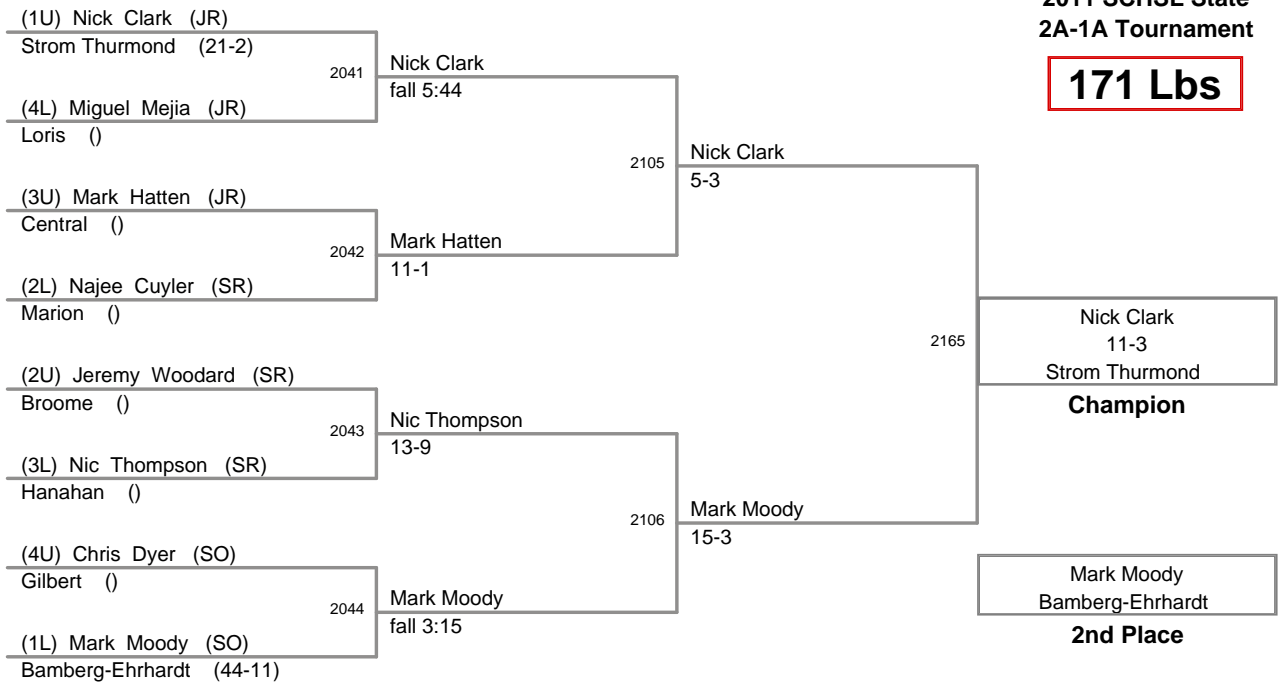 2011 SCHSL State
2A-1A Tournament
171 Lbs
(1U) Nick Clark (JR)
Strom Thurmond (21-2)
2041
Nick Clark
fall 5:44
(4L) Miguel Mejia (JR)
Loris ()
2105
Nick Clark
5-3
(3U) Mark Hatten (JR)
Central ()
2042
Mark Hatten
11-1
(2L) Najee Cuyler (SR)
Marion ()
2165
Nick Clark
11-3
Strom Thurmond
Champion
(2U) Jeremy Woodard (SR)
Broome ()
2043
Nic Thompson
13-9
(3L) Nic Thompson (SR)
Hanahan ()
2106
Mark Moody
15-3
(4U) Chris Dyer (SO)
Gilbert ()
2044
Mark Moody
fall 3:15
(1L) Mark Moody (SO)
Bamberg-Ehrhardt (44-11)
Mark Moody
Bamberg-Ehrhardt
2nd Place